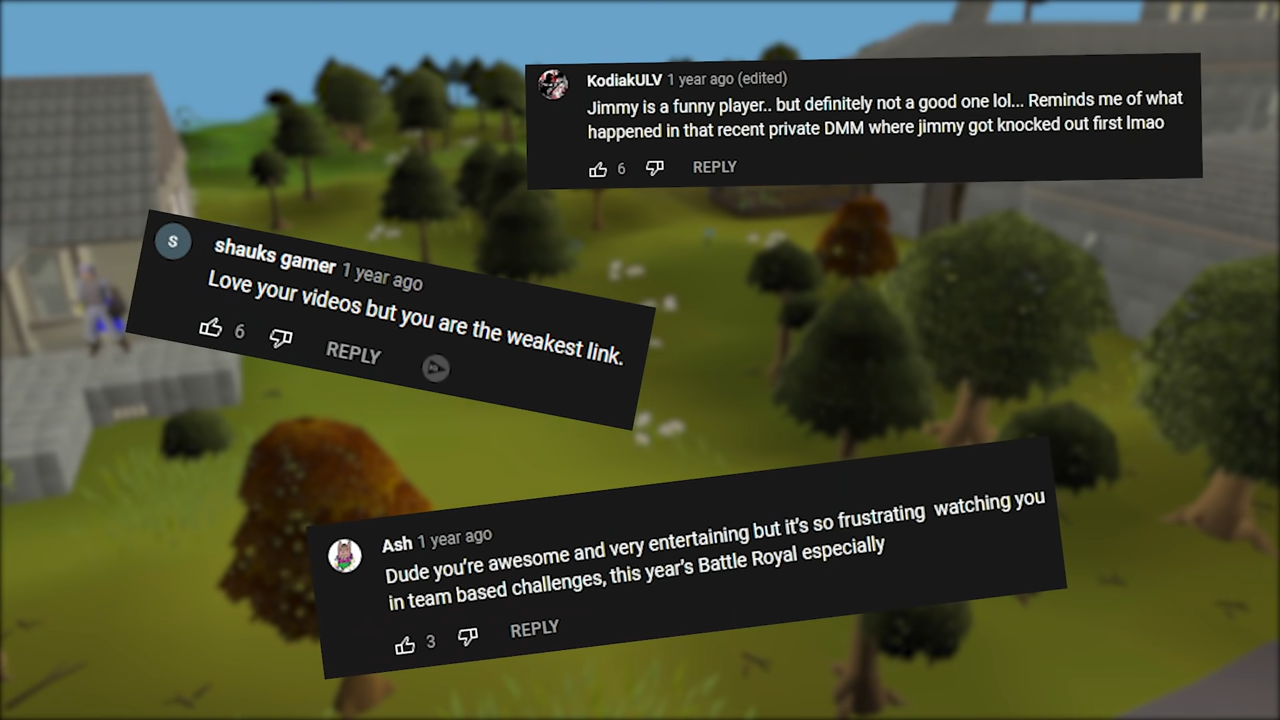 KodiakULV 1 year ago (edited)
Jimmy is a funny player.. but definitely not a good one lol... Reminds me of what
happened in that recent private DMM where jimmy got knocked out first lmao
6 REPLY
S
shauks gamer 1 year ago
Love your videos but you are the weakest link.
6 REPLY
Ash 1 year ago
Dude you're awesome and very entertaining but it's so frustrating watching you
in team based challenges, this year's Battle Royal especially
3 REPLY